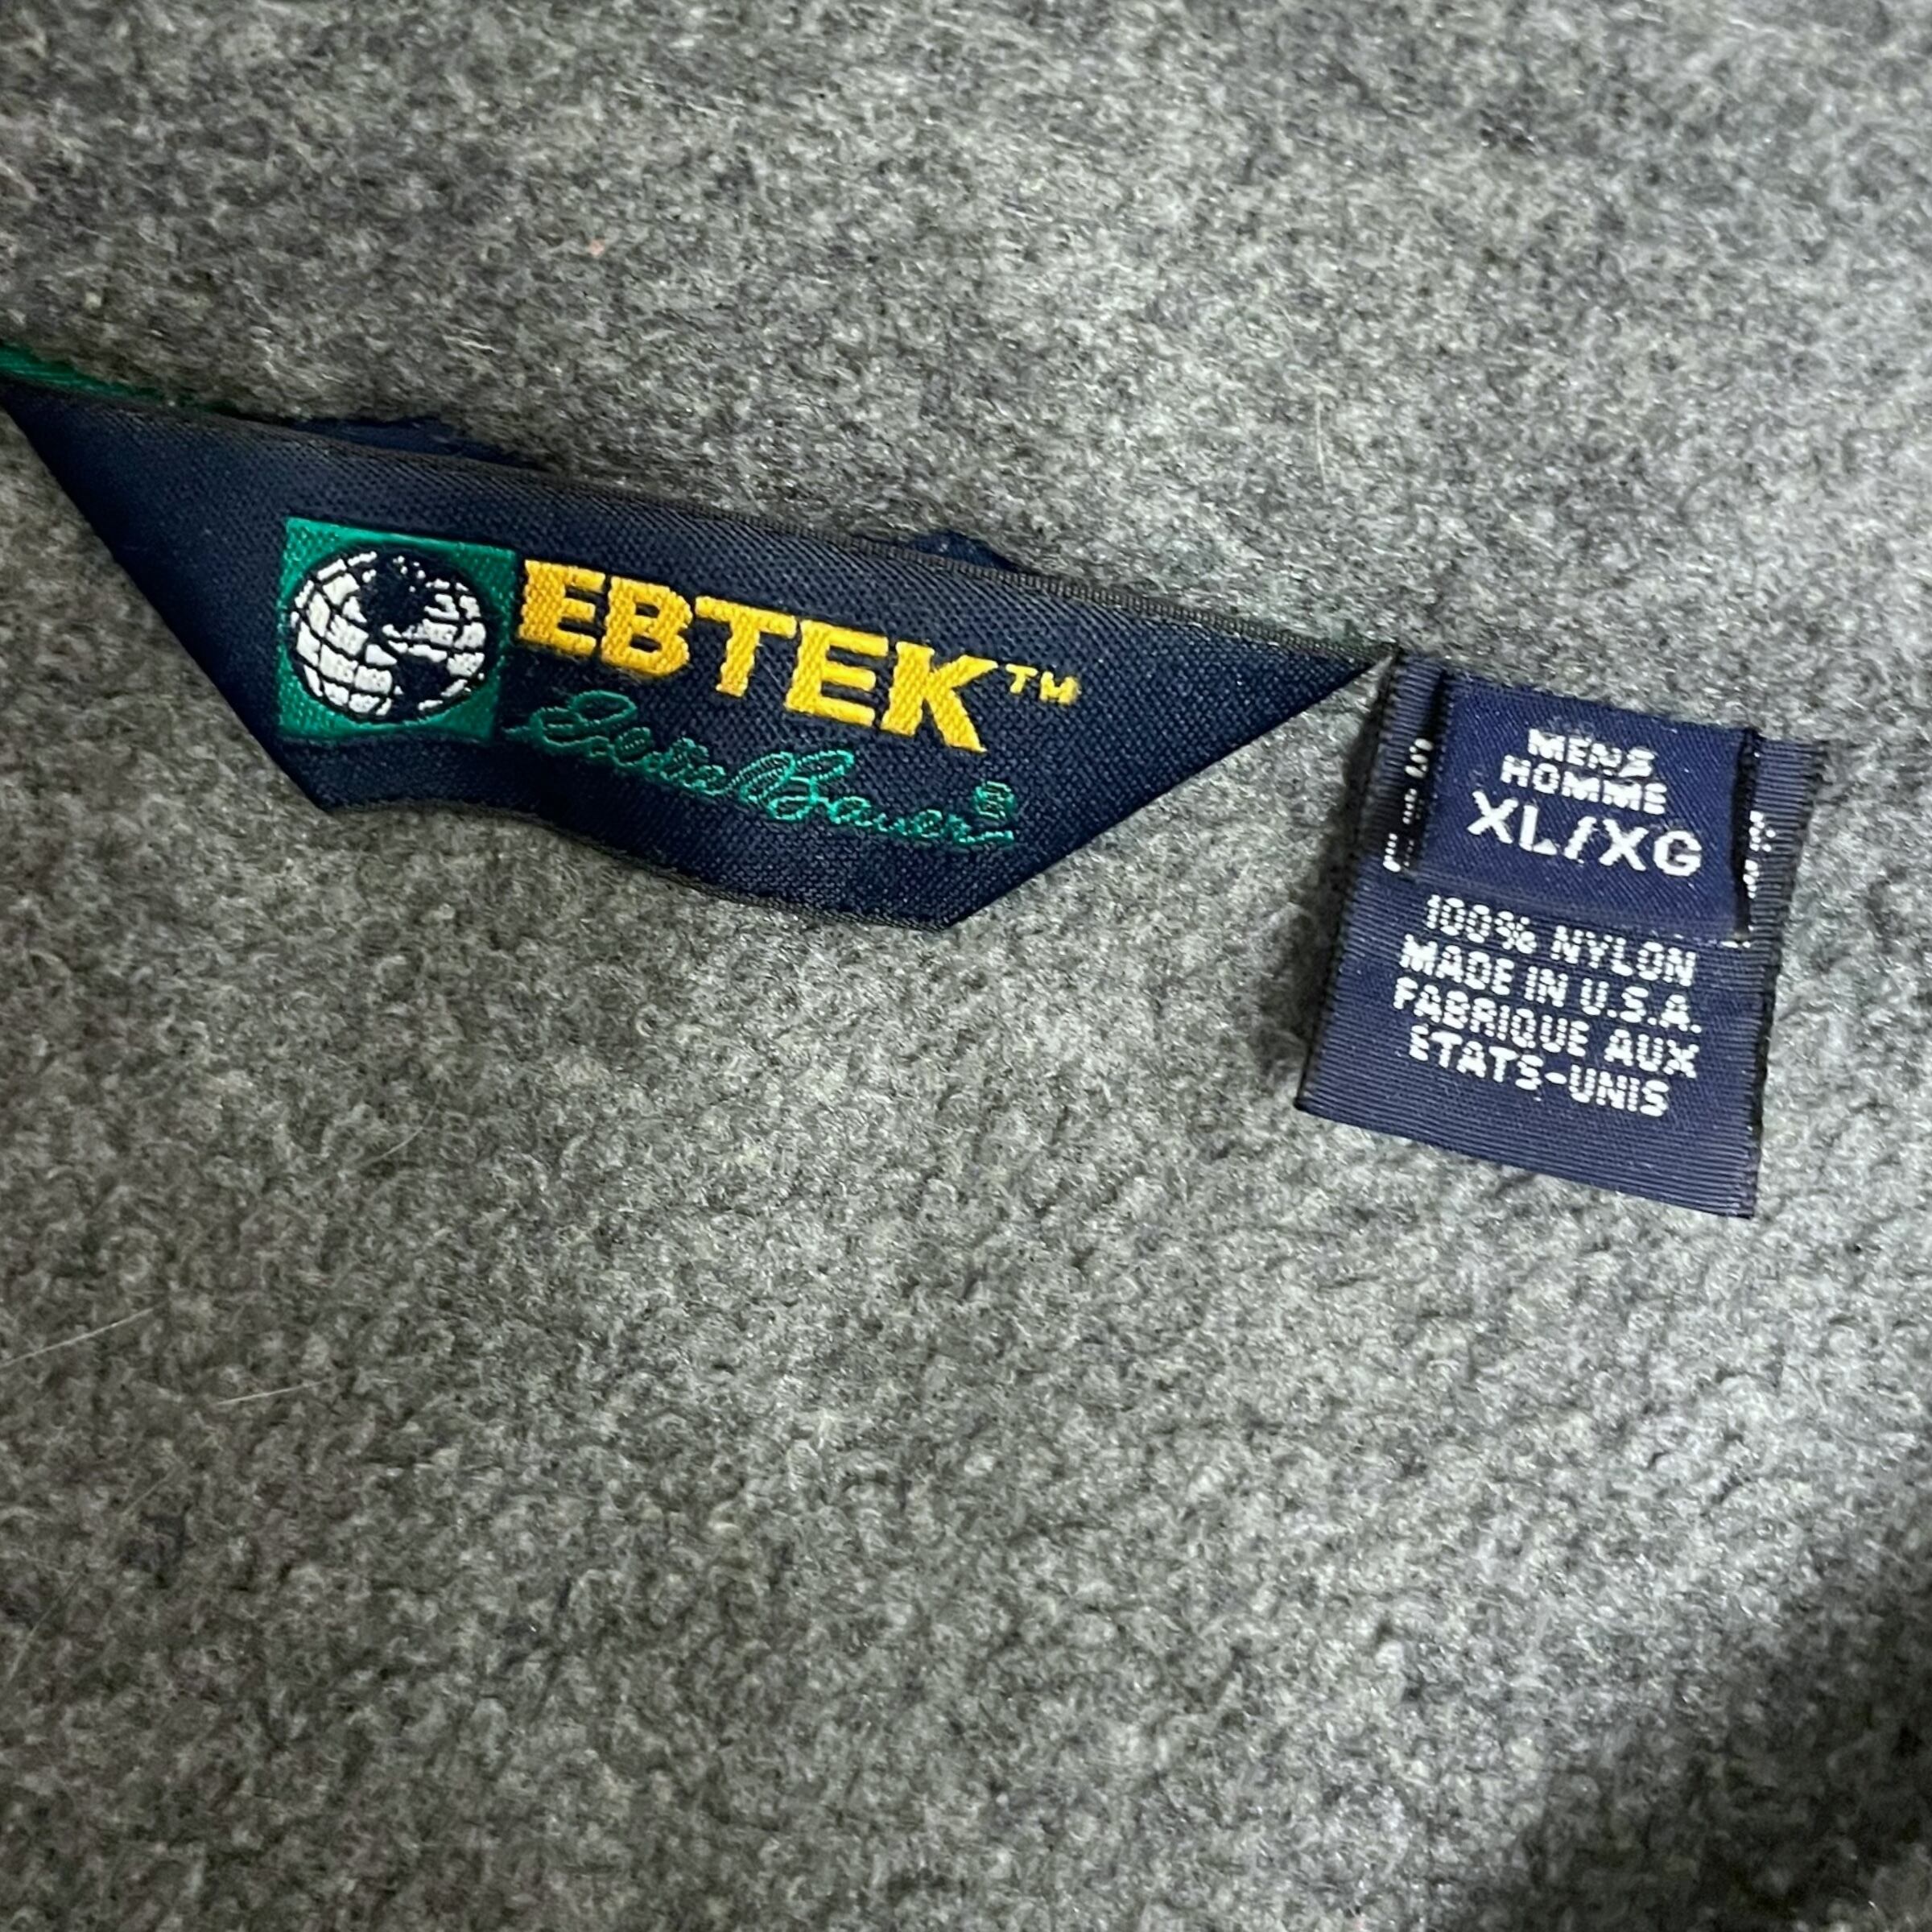 EBTEK™
Eddie Bauer®
MENS
HOMME
XL/XG
100% NYLON
MADE IN U.S.A.
FABRIQUE AUX
ETATS-UNIS